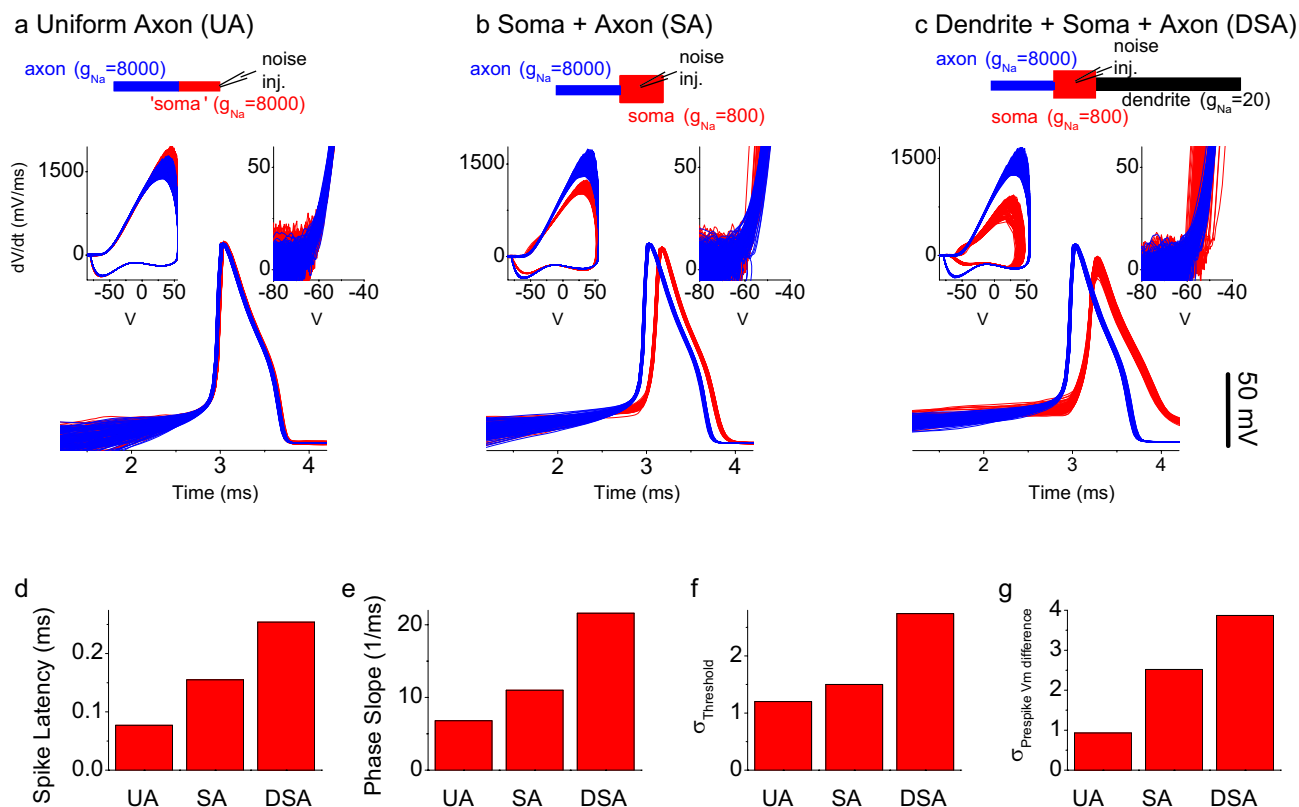 a Uniform Axon (UA)
b Soma + Axon (SA)
c Dendrite + Soma + Axon (DSA)
axon (gNa=8000)
noise
inj.
'soma' (gNa=8000)
axon (gNa=8000)
noise
inj.
soma (gNa=800)
axon (gNa=8000)
noise
inj.
dendrite (gNa=20)
soma (gNa=800)
dV/dt (mV/ms)
1500
0
-50 0 50
V
50
0
-80 -60 -40
V
1500
0
-50 0 50
V
50
0
-80 -60 -40
V
1500
0
-50 0 50
V
50
0
-80 -60 -40
V
50 mV
2 3 4
Time (ms)
2 3 4
Time (ms)
2 3 4
Time (ms)
d
Spike Latency (ms)
0.2
0.1
0.0
UA SA DSA
e
Phase Slope (1/ms)
20
10
0
UA SA DSA
f
σThreshold
2
1
0
UA SA DSA
g
σPrespike Vm difference
4
3
2
1
0
UA SA DSA